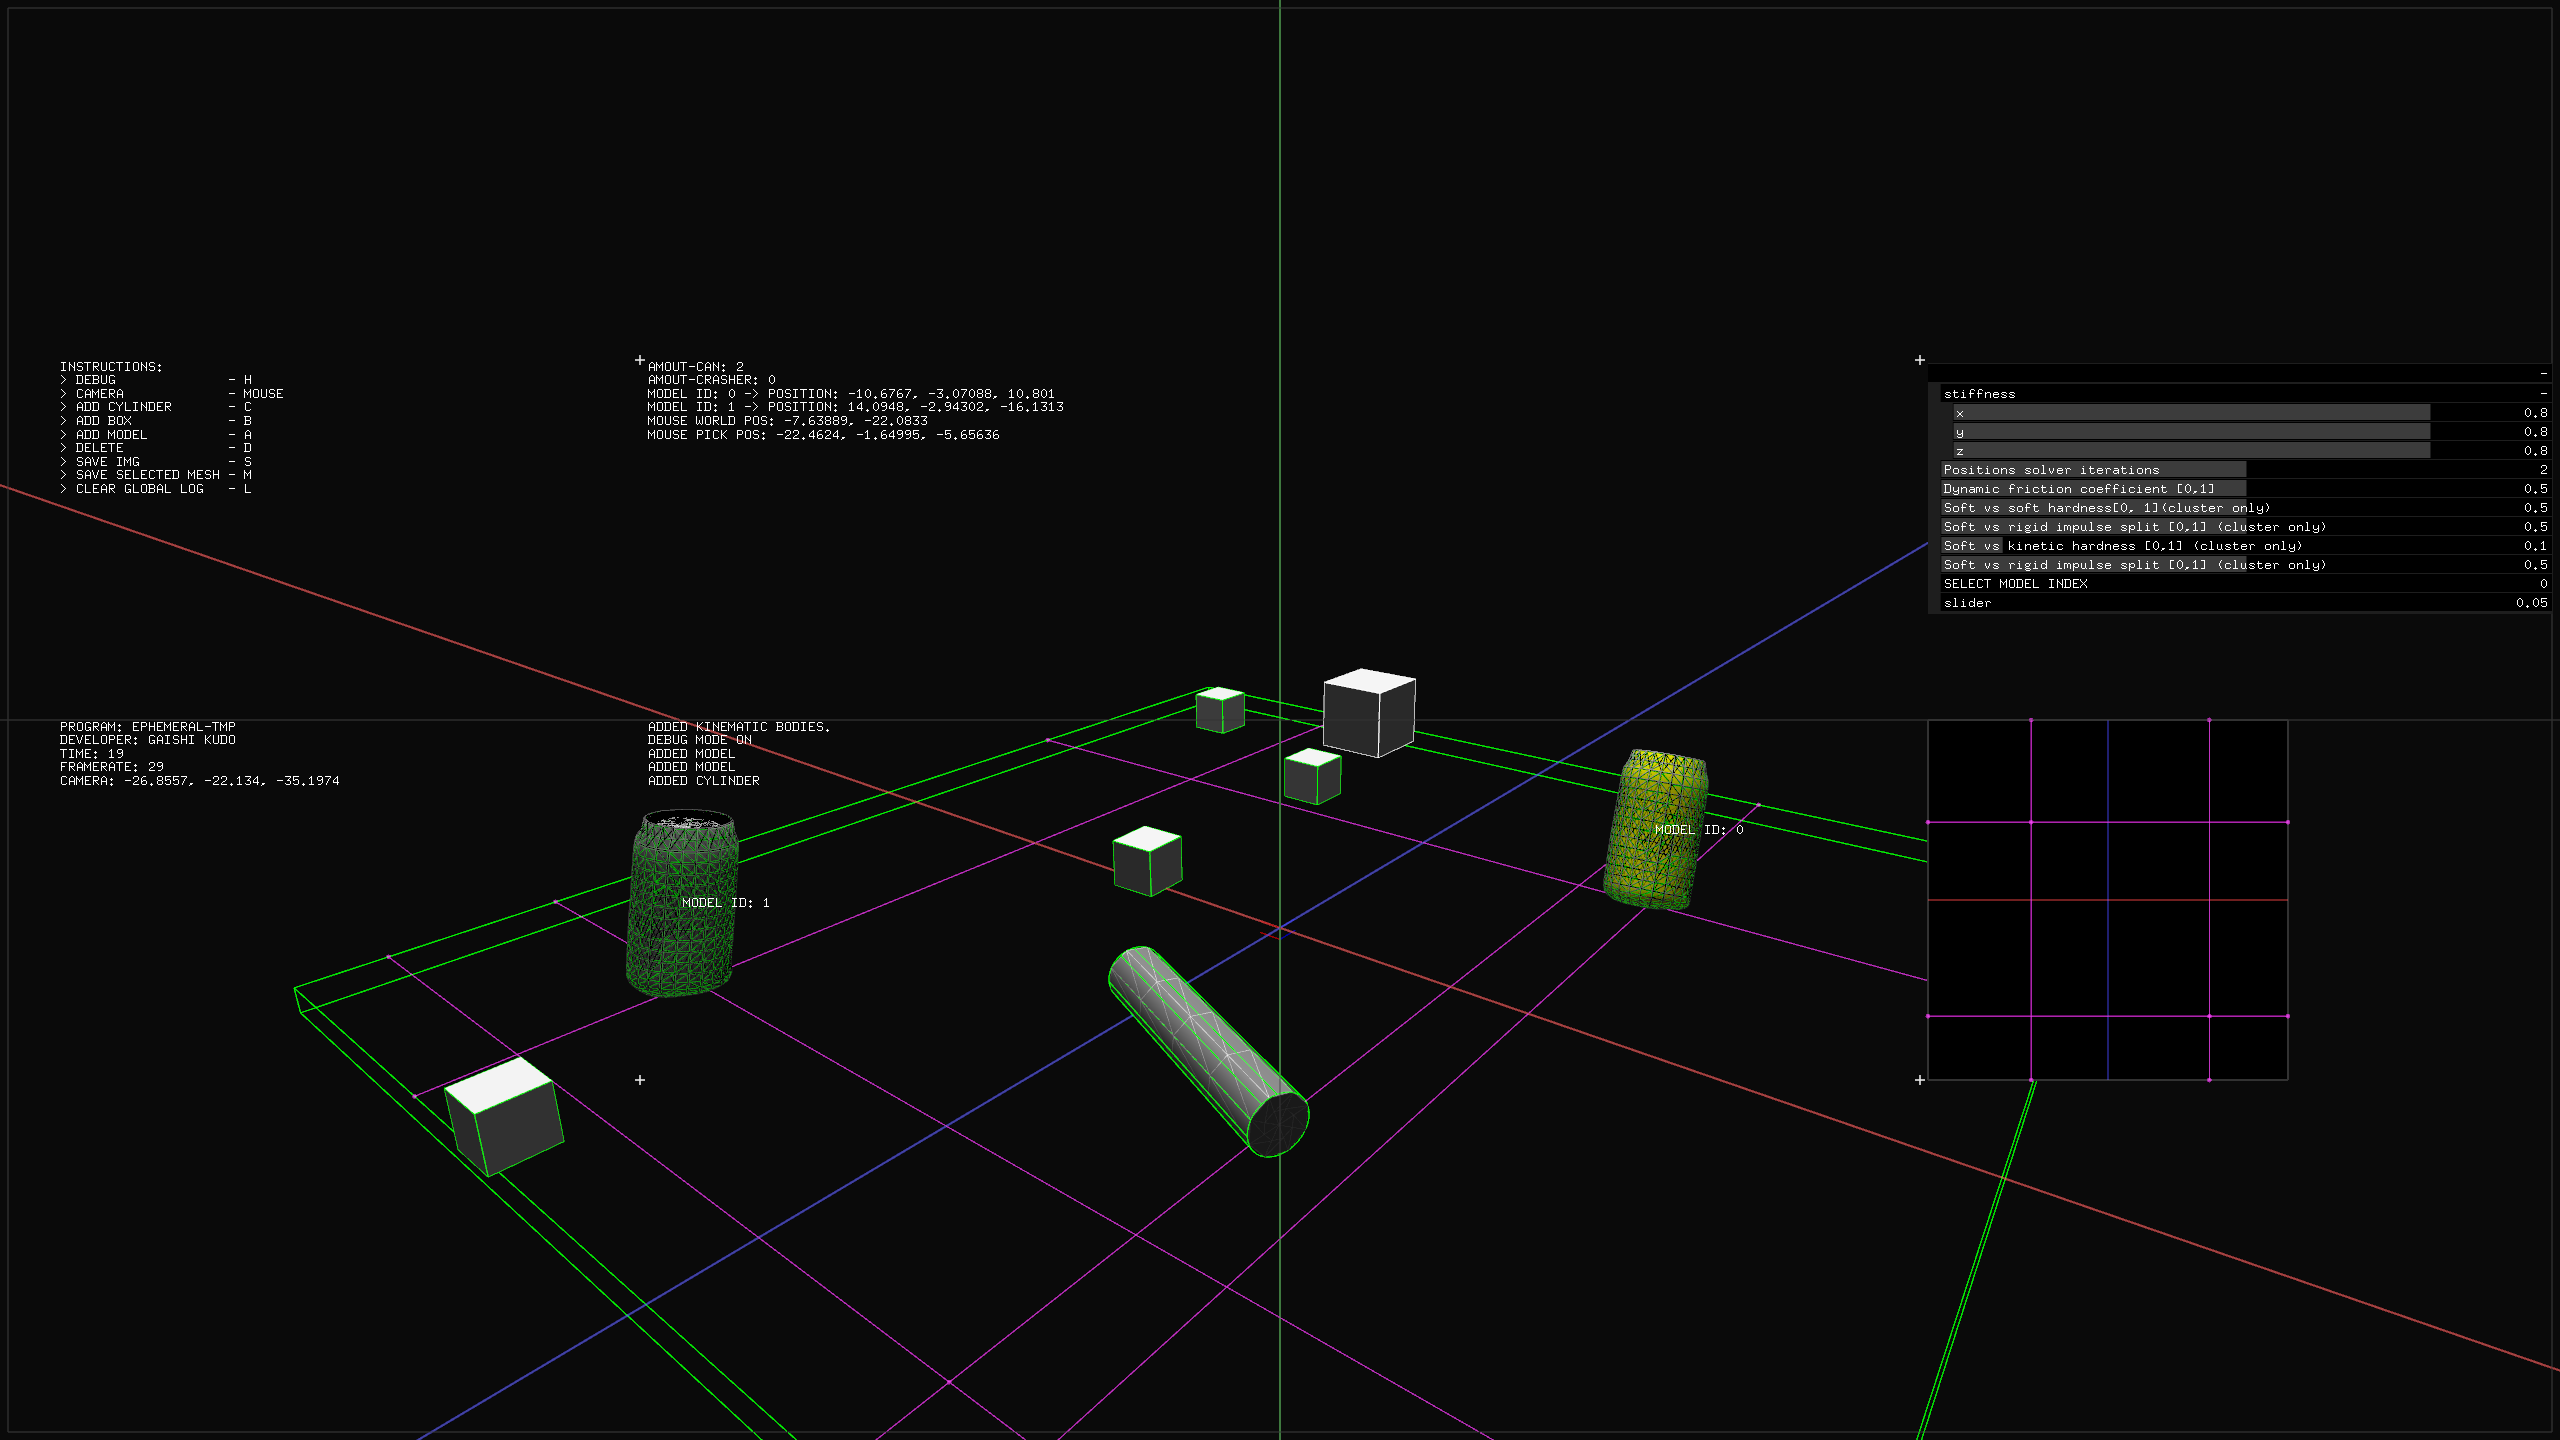 INSTRUCTIONS:
> DEBUG - H
> CAMERA - MOUSE
> ADD CYLINDER - C
> ADD BOX - B
> ADD MODEL - A
> DELETE - D
> SAVE IMG - S
> SAVE SELECTED MESH - M
> CLEAR GLOBAL LOG - L
AMOUT-CAN: 2
AMOUT-CRASHER: 0
MODEL ID: 0 -> POSITION: -10.6767, -3.07088, 10.801
MODEL ID: 1 -> POSITION: 14.0948, -2.94302, -16.1313
MOUSE WORLD POS: -7.63889, -22.0833
MOUSE PICK POS: -22.4624, -1.64995, -5.65636
-
stiffness -
x 0.8
y 0.8
z 0.8
Positions solver iterations 2
Dynamic friction coefficient [0,1] 0.5
Soft vs soft hardness[0, 1](cluster only) 0.5
Soft vs rigid impulse split [0,1] (cluster only) 0.5
Soft vs kinetic hardness [0,1] (cluster only) 0.1
Soft vs rigid impulse split [0,1] (cluster only) 0.5
SELECT MODEL INDEX 0
slider 0.05
PROGRAM: EPHEMERAL-TMP
DEVELOPER: GAISHI KUDO
TIME: 19
FRAMERATE: 29
CAMERA: -26.8557, -22.134, -35.1974
ADDED KINEMATIC BODIES.
DEBUG MODE ON
ADDED MODEL
ADDED MODEL
ADDED CYLINDER
MODEL ID: 0
MODEL ID: 1